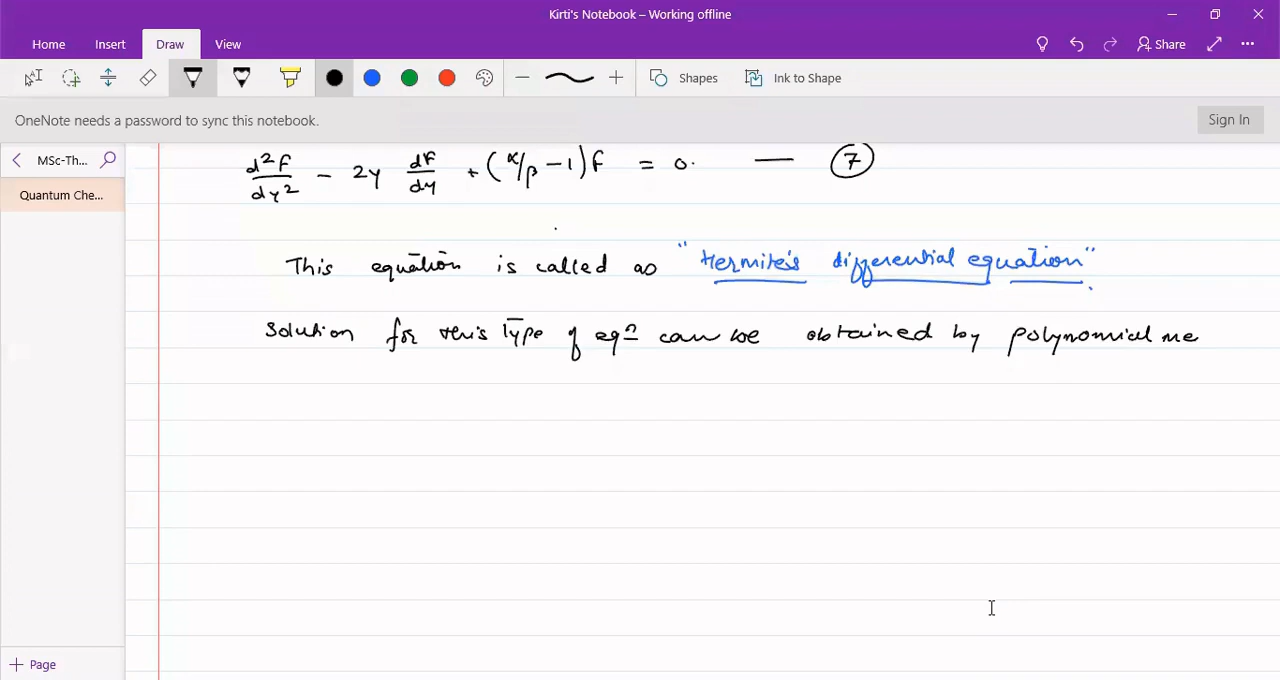 Kirti's Notebook – Working offline
Home Insert Draw View Share
Shapes Ink to Shape
OneNote needs a password to sync this notebook. Sign In
MSc-Th...
Quantum Che...
d²F/dy² - 2y dF/dy + (α/β - 1)F = 0. — ⑦
This equation is called as "Hermite's differential equation".
Solution for this Type of eqn can be obtained by polynomial me
+ Page